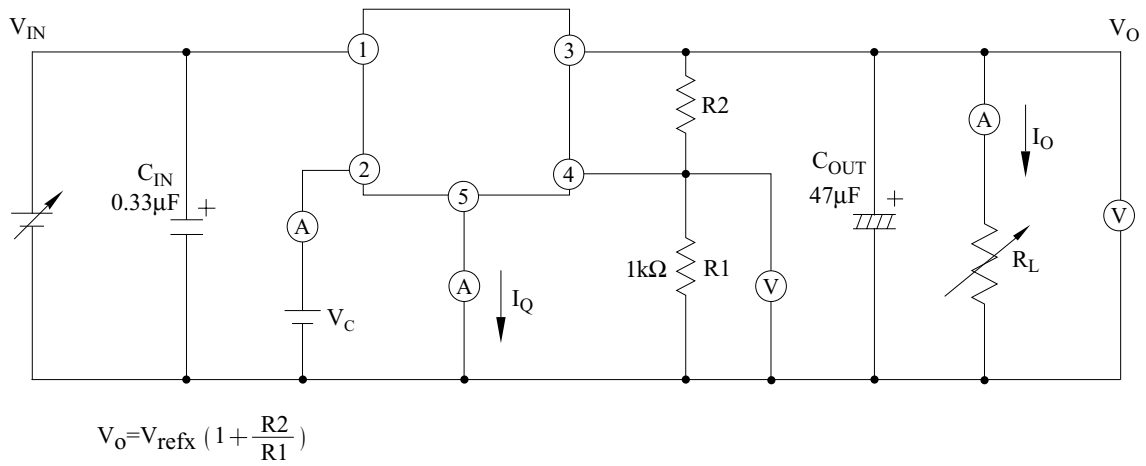 V_IN
V_O
1
3
R2
A
I_O
C_IN
0.33μF
+
2
4
C_OUT
47μF
+
5
A
V
R_L
1kΩ
R1
V
A
I_Q
V_C
V_o=V_refx (1+R2/R1)